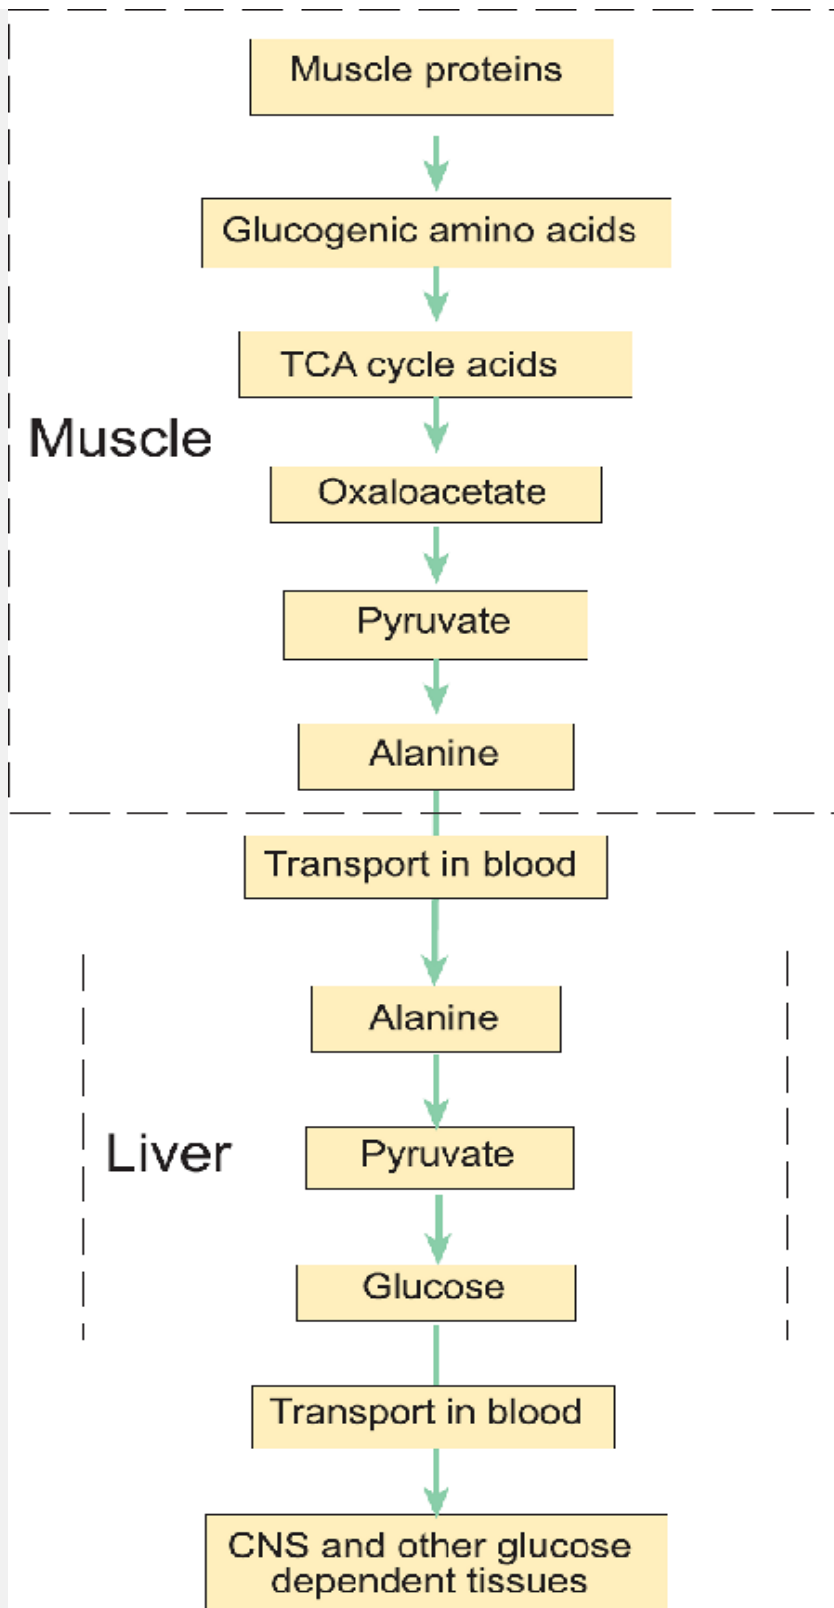 Muscle proteins
Glucogenic amino acids
TCA cycle acids
Muscle
Oxaloacetate
Pyruvate
Alanine
Transport in blood
Alanine
Liver
Pyruvate
Glucose
Transport in blood
CNS and other glucose
dependent tissues